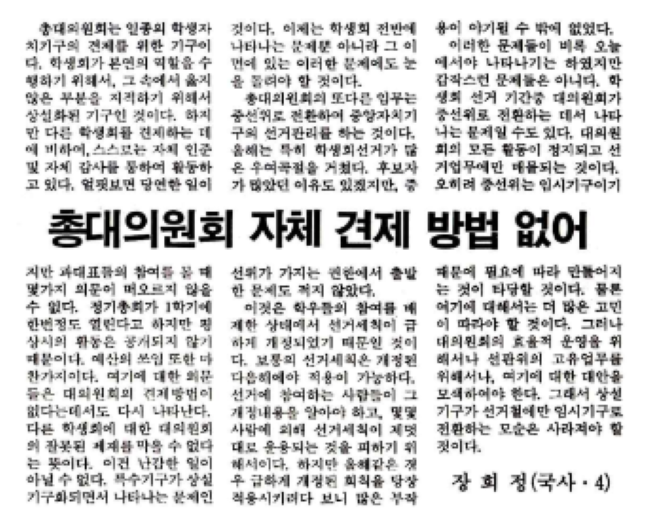 총대의원회는 일종의 학생자
치기구의 견제를 위한 기구이
다. 학생회가 본연의 역할을 수
행하기 위해서, 그 속에서 옳지
않은 부분을 지적하기 위해서
상설화된 기구인 것이다. 하지
만 다른 학생회를 견제하는 데
에 비하여, 스스로는 자체 인준
및 자체 감사를 통하여 활동하
고 있다. 얼핏보면 당연한 일이
총대의원회 자체 견제 방법 없어
지만 과대표들의 참여를 볼 때
몇가지 의문이 떠오르지 않을
수 없다. 정기총회가 1학기에
한번정도 열린다고 하지만 평
상시의 활동은 공개되지 않기
때문이다. 예산의 쓰임 또한 마
찬가지이다. 여기에 대한 의문
들은 대의원회의 견제방법이
없다는데서도 다시 나타난다.
다른 학생회에 대한 대의원회
의 잘못된 제재를 막을 수 없다
는 뜻이다. 이건 난감한 일이
아닐 수 없다. 특수기구가 상설
기구화되면서 나타나는 문제인
것이다. 이제는 학생회 전반에
나타나는 문제뿐 아니라 그 이
면에 있는 이러한 문제에도 눈
을 돌려야 할 것이다.
총대의원회의 또다른 임무는
중선위로 전환하여 중앙자치기
구의 선거관리를 하는 것이다.
올해는 특히 학생회선거가 많
은 우여곡절을 거쳤다. 후보자
가 많았던 이유도 있겠지만, 중
선위가 가지는 권한에서 출발
한 문제도 적지 않았다.
이것은 학우들의 참여를 배
제한 상태에서 선거세칙이 급
하게 개정되었기 때문일 것이
다. 보통의 선거세칙은 개정된
다음해에야 적용이 가능하다.
선거에 참여하는 사람들이 그
개정내용을 알아야 하고, 몇몇
사람에 의해 선거세칙이 제멋
대로 운용되는 것을 피하기 위
해서이다. 하지만 올해같은 경
우 급하게 개정된 회칙을 당장
적용시키려다 보니 많은 부작
용이 야기될 수 밖에 없었다.
이러한 문제들이 비록 오늘
에서야 나타나기는 하였지만
갑작스런 문제들은 아니다. 학
생회 선거 기간중 대의원회가
중선위로 전환하는 데서 나타
나는 문제일 수도 있다. 대의원
회의 모든 활동이 정지되고 선
거업무에만 매몰되는 것이다.
오히려 중선위는 임시기구이기
때문에 필요에 따라 만들어지
는 것이 타당할 것이다. 물론
여기에 대해서는 더 많은 고민
이 따라야 할 것이다. 그러나
대의원회의 효율적 운영을 위
해서나 선관위의 고유업무를
위해서나, 여기에 대한 대안을
모색하여야 한다. 그래서 상설
기구가 선거철에만 임시기구로
전환하는 모순은 사라져야 할
것이다.
장 희 정(국사·4)